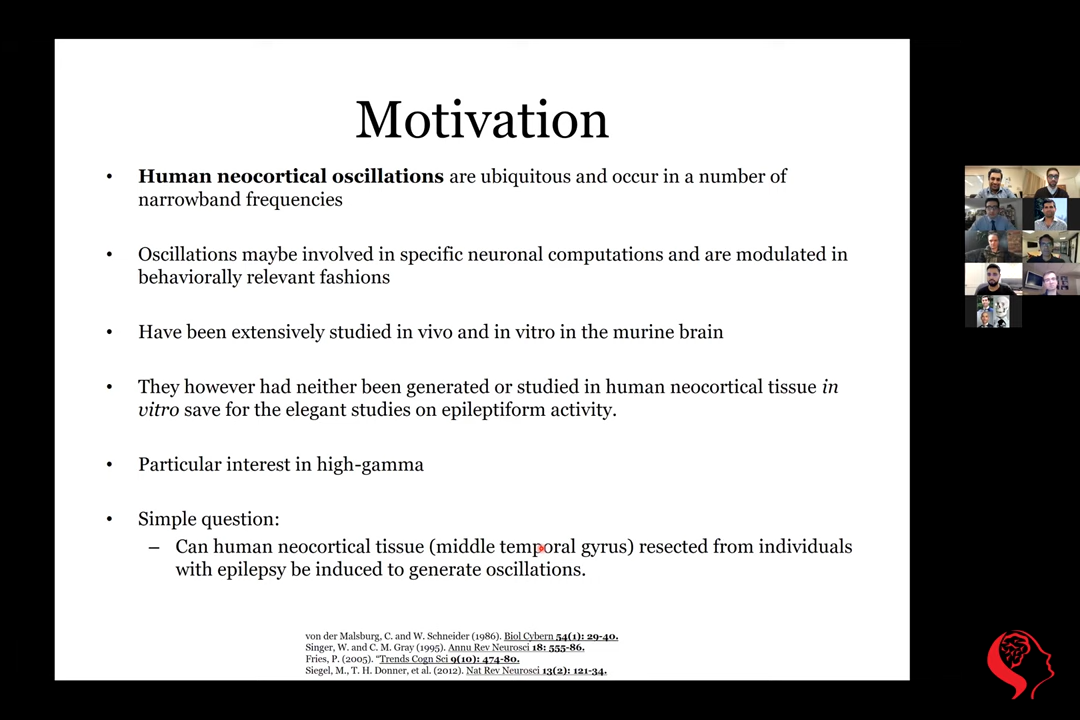 Motivation
• Human neocortical oscillations are ubiquitous and occur in a number of
narrowband frequencies
• Oscillations maybe involved in specific neuronal computations and are modulated in
behaviorally relevant fashions
• Have been extensively studied in vivo and in vitro in the murine brain
• They however had neither been generated or studied in human neocortical tissue in
vitro save for the elegant studies on epileptiform activity.
• Particular interest in high-gamma
• Simple question:
– Can human neocortical tissue (middle temporal gyrus) resected from individuals
with epilepsy be induced to generate oscillations.
von der Malsburg, C. and W. Schneider (1986). Biol Cybern 54(1): 29-40.
Singer, W. and C. M. Gray (1995). Annu Rev Neurosci 18: 555-86.
Fries, P. (2005). "Trends Cogn Sci 9(10): 474-80.
Siegel, M., T. H. Donner, et al. (2012). Nat Rev Neurosci 13(2): 121-34.